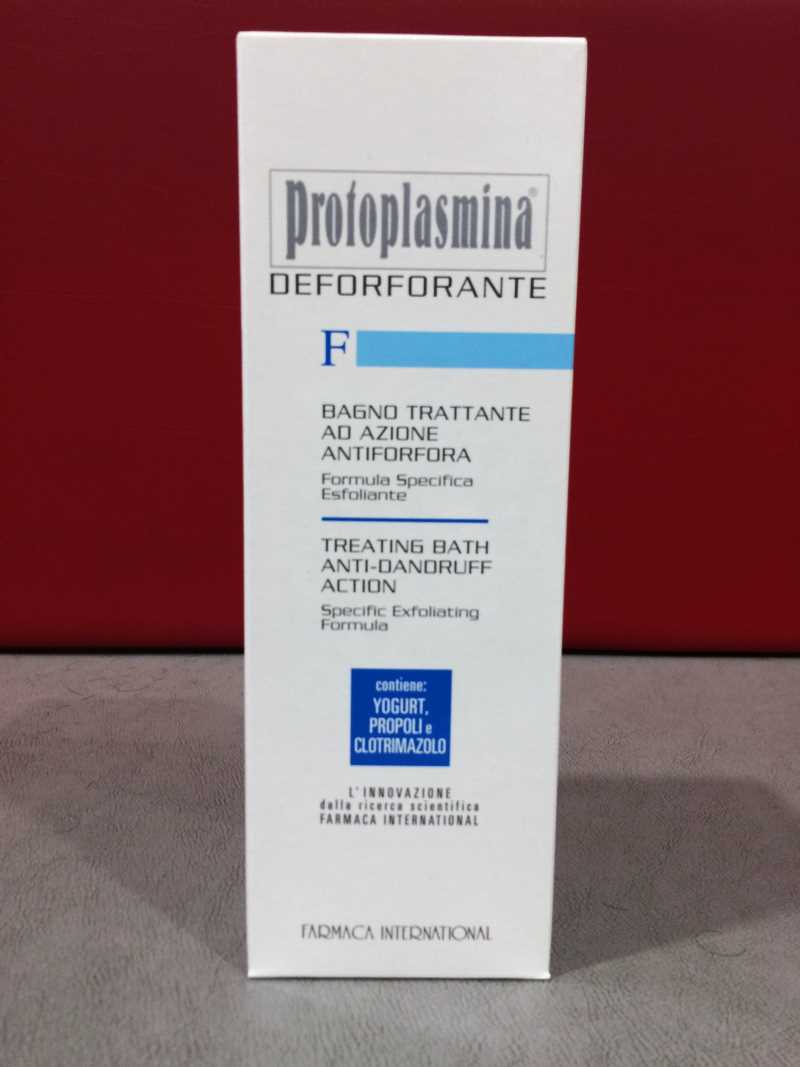 Protoplasmina®
DEFORFORANTE
F
BAGNO TRATTANTE
AD AZIONE
ANTIFORFORA
Formula Specifica
Esfoliante
TREATING BATH
ANTI-DANDRUFF
ACTION
Specific Exfoliating
Formula
contiene:
YOGURT,
PROPOLI e
CLOTRIMAZOLO
L'INNOVAZIONE
dalla ricerca scientifica
FARMACA INTERNATIONAL
FARMACA INTERNATIONAL